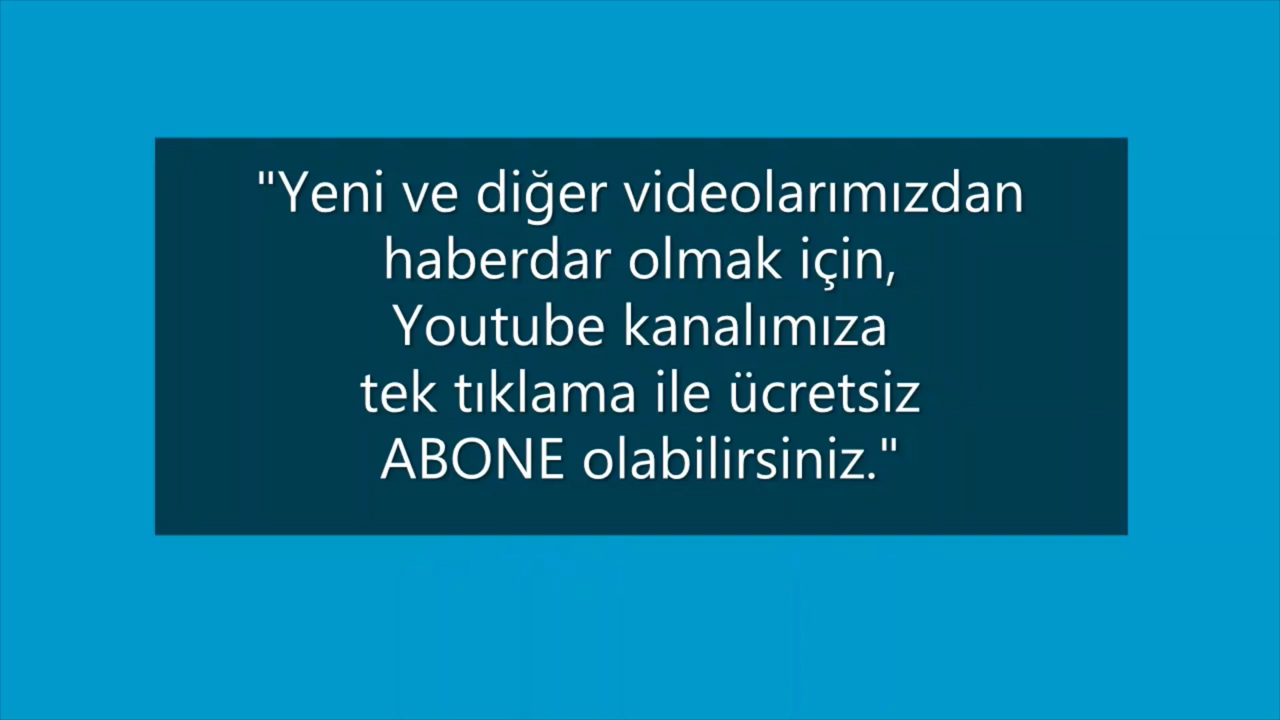 "Yeni ve diğer videolarımızdan
haberdar olmak için,
Youtube kanalımıza
tek tıklama ile ücretsiz
ABONE olabilirsiniz."